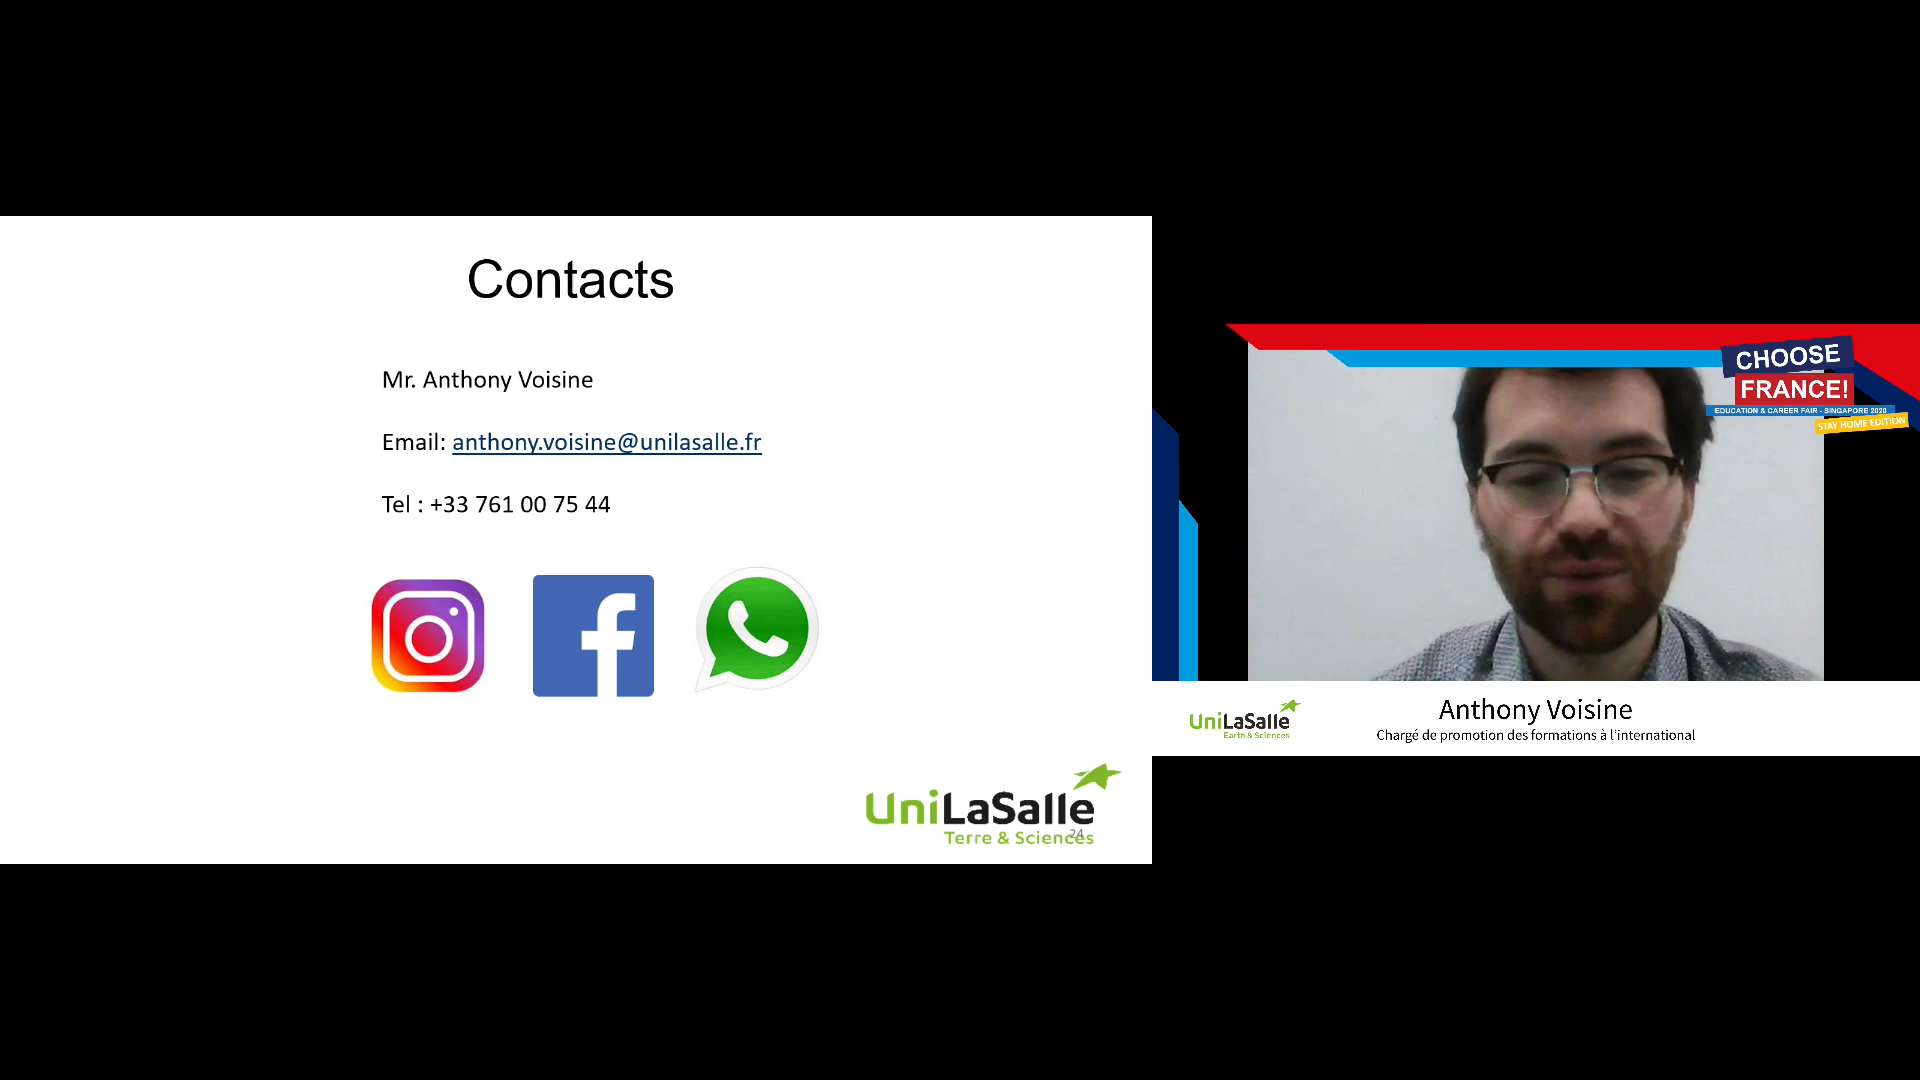 Contacts
Mr. Anthony Voisine
Email: anthony.voisine@unilasalle.fr
Tel : +33 761 00 75 44
UniLaSalle
Terre & Sciences
24
CHOOSE
FRANCE!
EDUCATION & CAREER FAIR - SINGAPORE 2020
STAY HOME EDITION
UniLaSalle
Earth & Sciences
Anthony Voisine
Chargé de promotion des formations à l'international